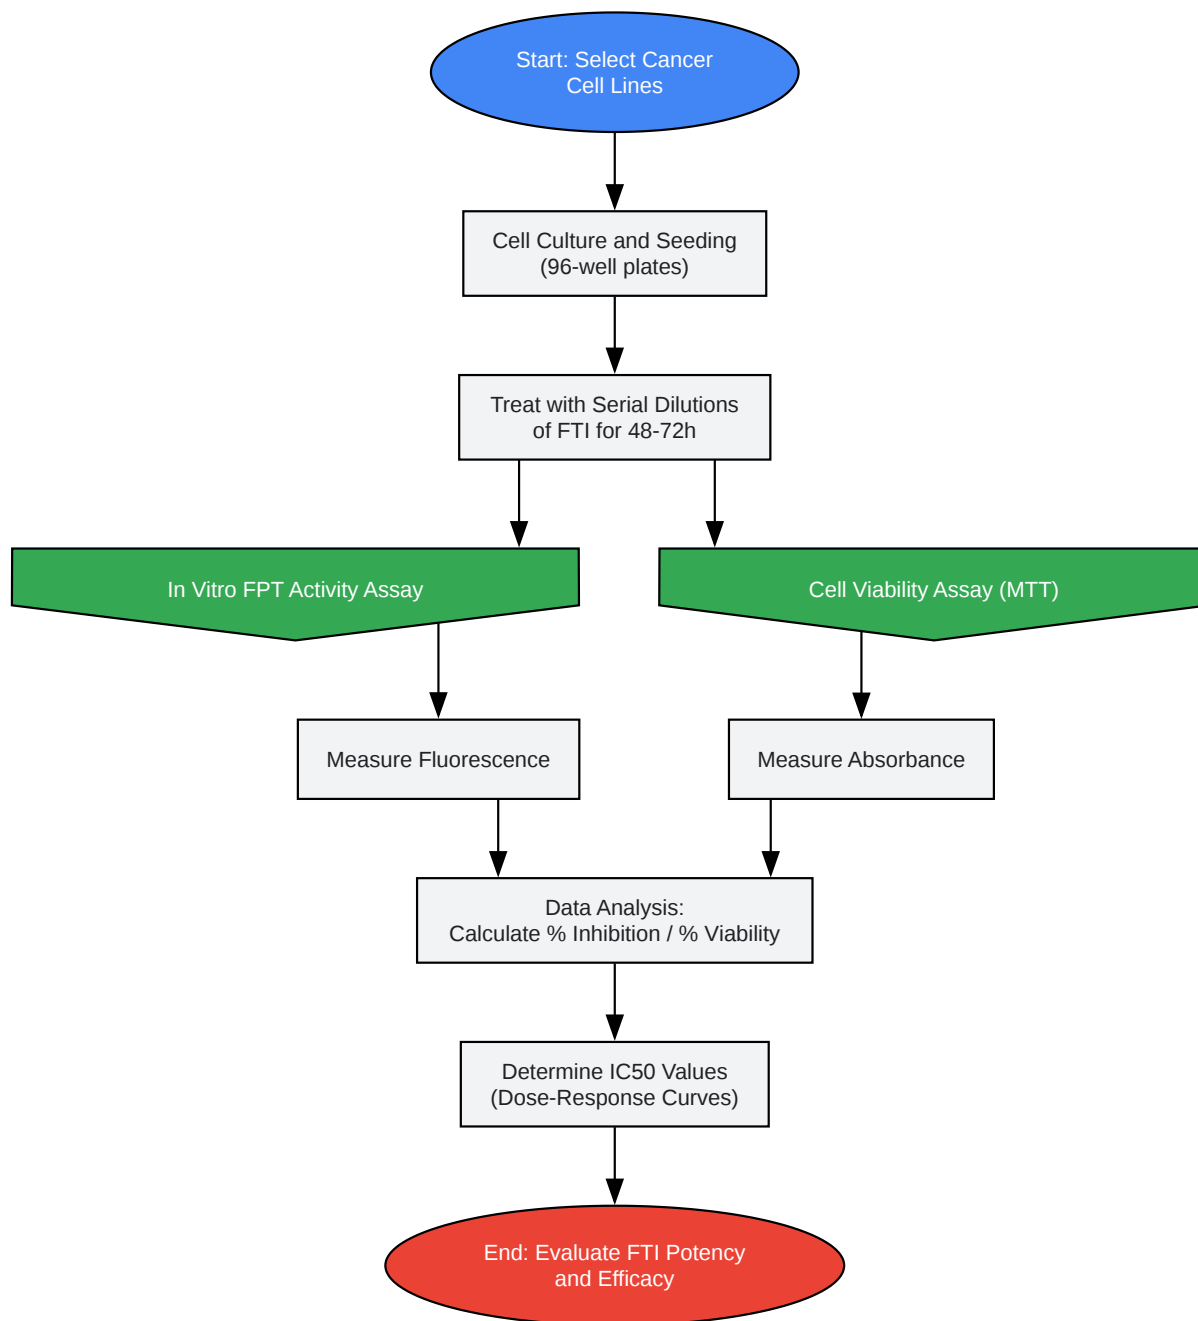 Start: Select Cancer
Cell Lines
Cell Culture and Seeding
(96-well plates)
Treat with Serial Dilutions
of FTI for 48-72h
In Vitro FPT Activity Assay
Cell Viability Assay (MTT)
Measure Fluorescence
Measure Absorbance
Data Analysis:
Calculate % Inhibition / % Viability
Determine IC50 Values
(Dose-Response Curves)
End: Evaluate FTI Potency
and Efficacy